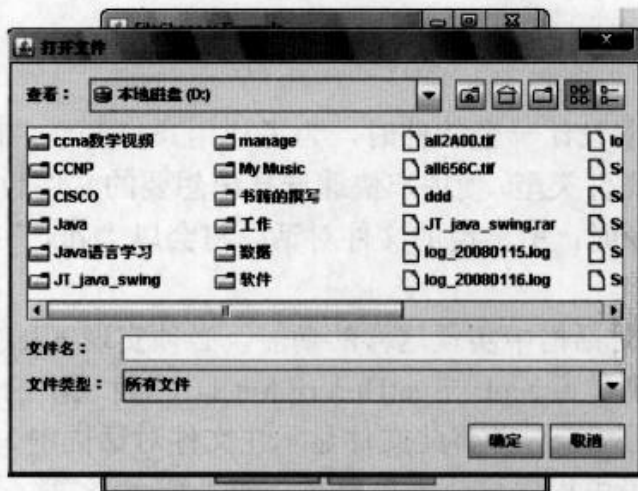 打开文件
查看：
本地磁盘 (D:)
ccna数学视频
CCNP
CISCO
Java
Java语言学习
JT_java_swing
manage
My Music
书籍的撰写
工作
数据
软件
all2A00.tif
all656C.tif
ddd
JT_java_swing.rar
log_20080115.log
log_20080116.log
文件名：
文件类型：
所有文件
确定
取消